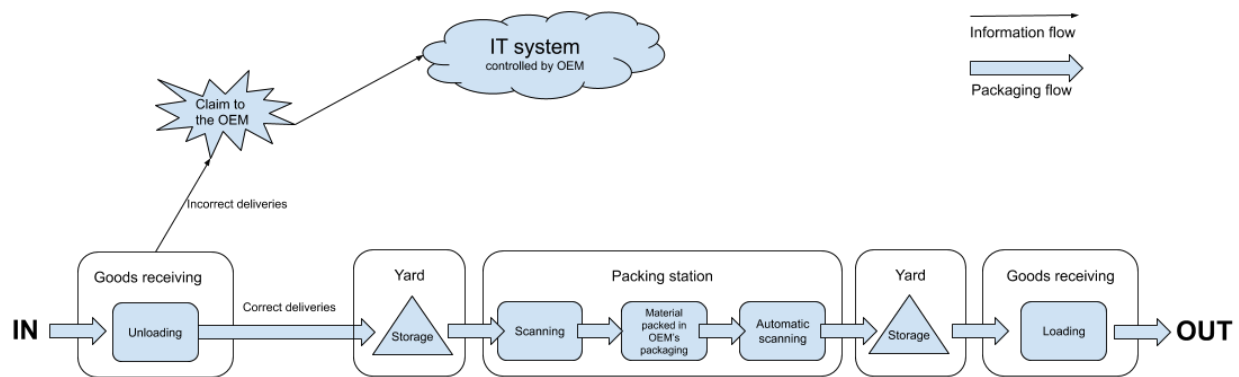 IT system
controlled by OEM
Information flow
Packaging flow
Claim to
the OEM
Incorrect deliveries
Goods receiving
Yard
Packing station
Yard
Goods receiving
Correct deliveries
IN
Unloading
Storage
Scanning
Material
packed in
OEM's
packaging
Automatic
scanning
Storage
Loading
OUT